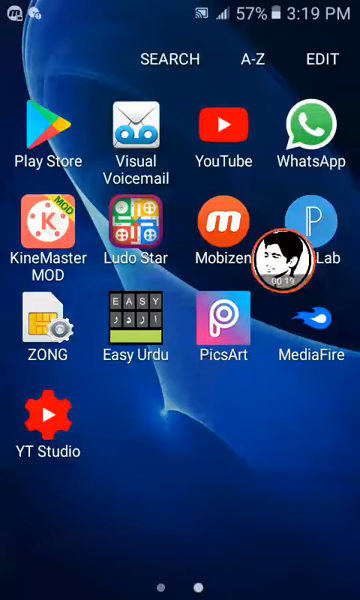 57% 3:19 PM
SEARCH A-Z EDIT
Play Store
Visual Voicemail
YouTube
WhatsApp
MOD
KineMaster MOD
Ludo Star
Mobizen
Lab
00:19
ZONG
EASY
اردو
Easy Urdu
PicsArt
MediaFire
YT Studio